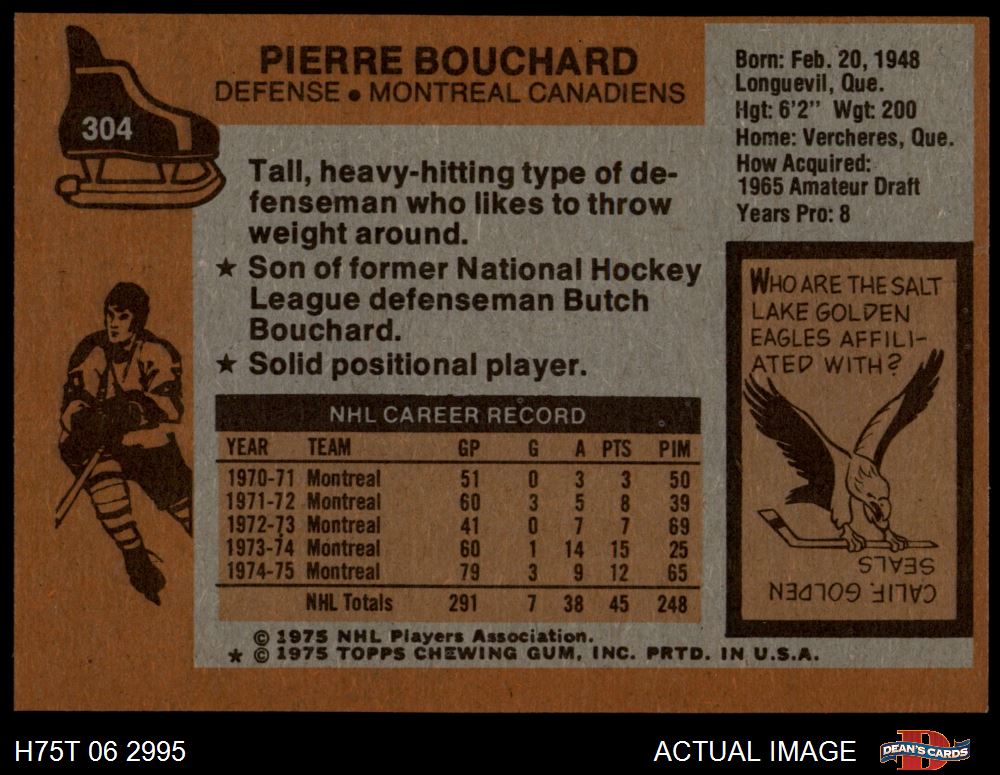 304
PIERRE BOUCHARD
DEFENSE • MONTREAL CANADIENS
Tall, heavy-hitting type of de-
fenseman who likes to throw
weight around.
★ Son of former National Hockey
League defenseman Butch
Bouchard.
★ Solid positional player.
NHL CAREER RECORD
YEAR TEAM GP G A PTS PIM
1970-71 Montreal 51 0 3 3 50
1971-72 Montreal 60 3 5 8 39
1972-73 Montreal 41 0 7 7 69
1973-74 Montreal 60 1 14 15 25
1974-75 Montreal 79 3 9 12 65
NHL Totals 291 7 38 45 248
© 1975 NHL Players Association.
★ © 1975 TOPPS CHEWING GUM, INC. PRTD. IN U.S.A.
Born: Feb. 20, 1948
Longuevil, Que.
Hgt: 6'2" Wgt: 200
Home: Vercheres, Que.
How Acquired:
1965 Amateur Draft
Years Pro: 8
WHO ARE THE SALT
LAKE GOLDEN
EAGLES AFFILI-
ATED WITH?
CALIF. GOLDEN
SEALS
H75T 06 2995
ACTUAL IMAGE
D
DEAN'S CARDS